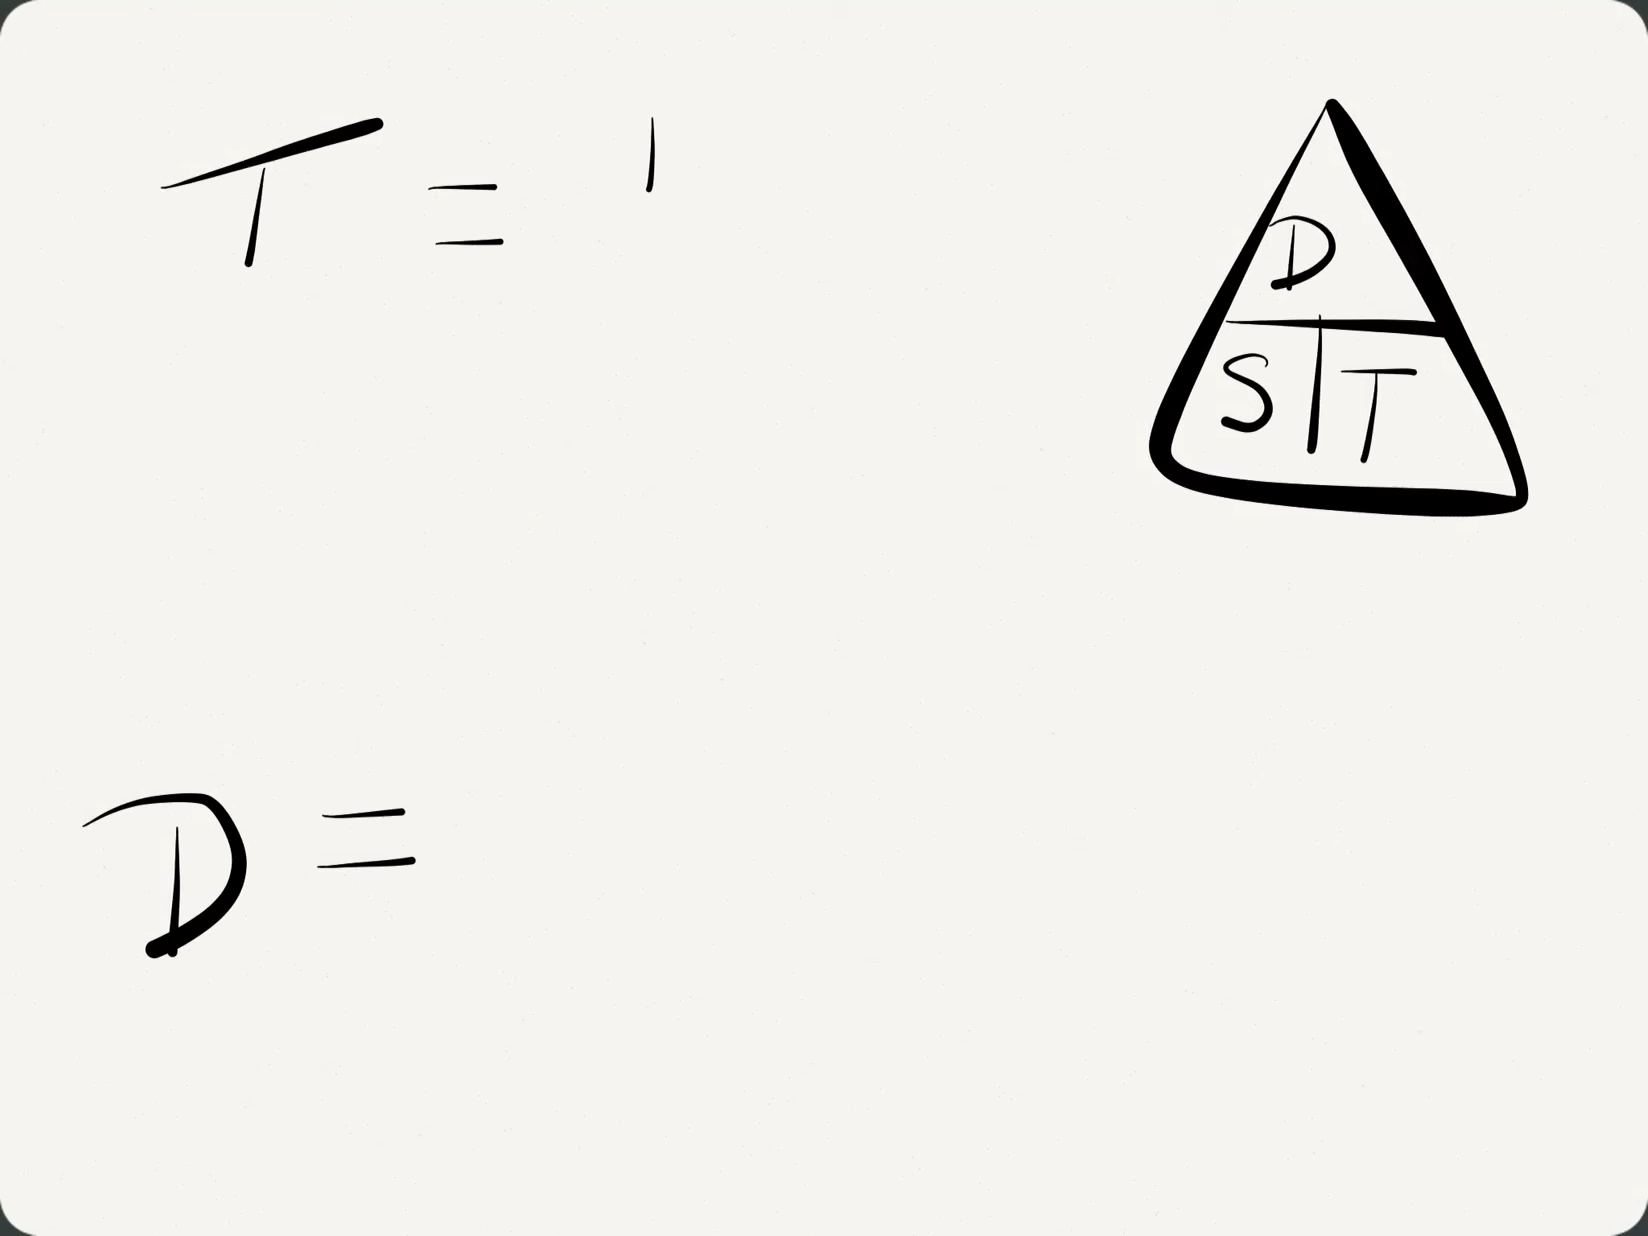 T = 1
D
S T
D =